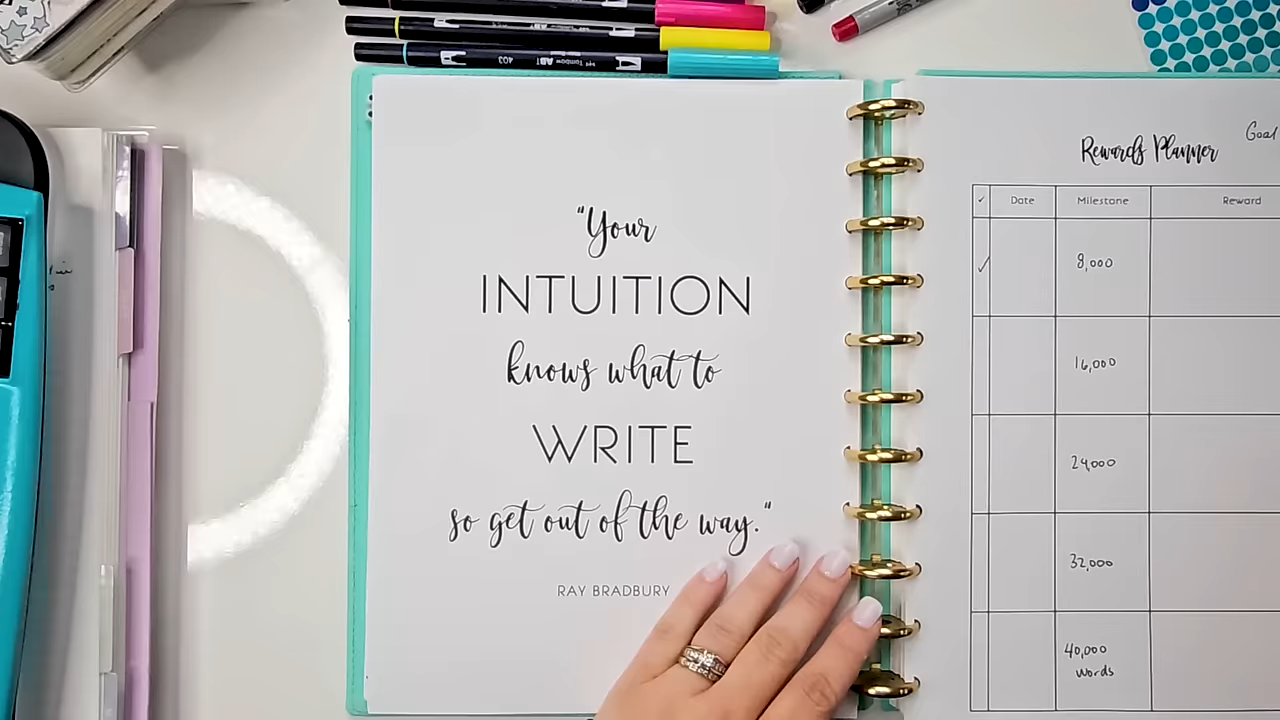 403
Tombow ABT
"Your
INTUITION
knows what to
WRITE
so get out of the way."
RAY BRADBURY
Goal
Rewards Planner
✓ Date Milestone Reward
✓ 8,000
16,000
24,000
32,000
40,000
Words